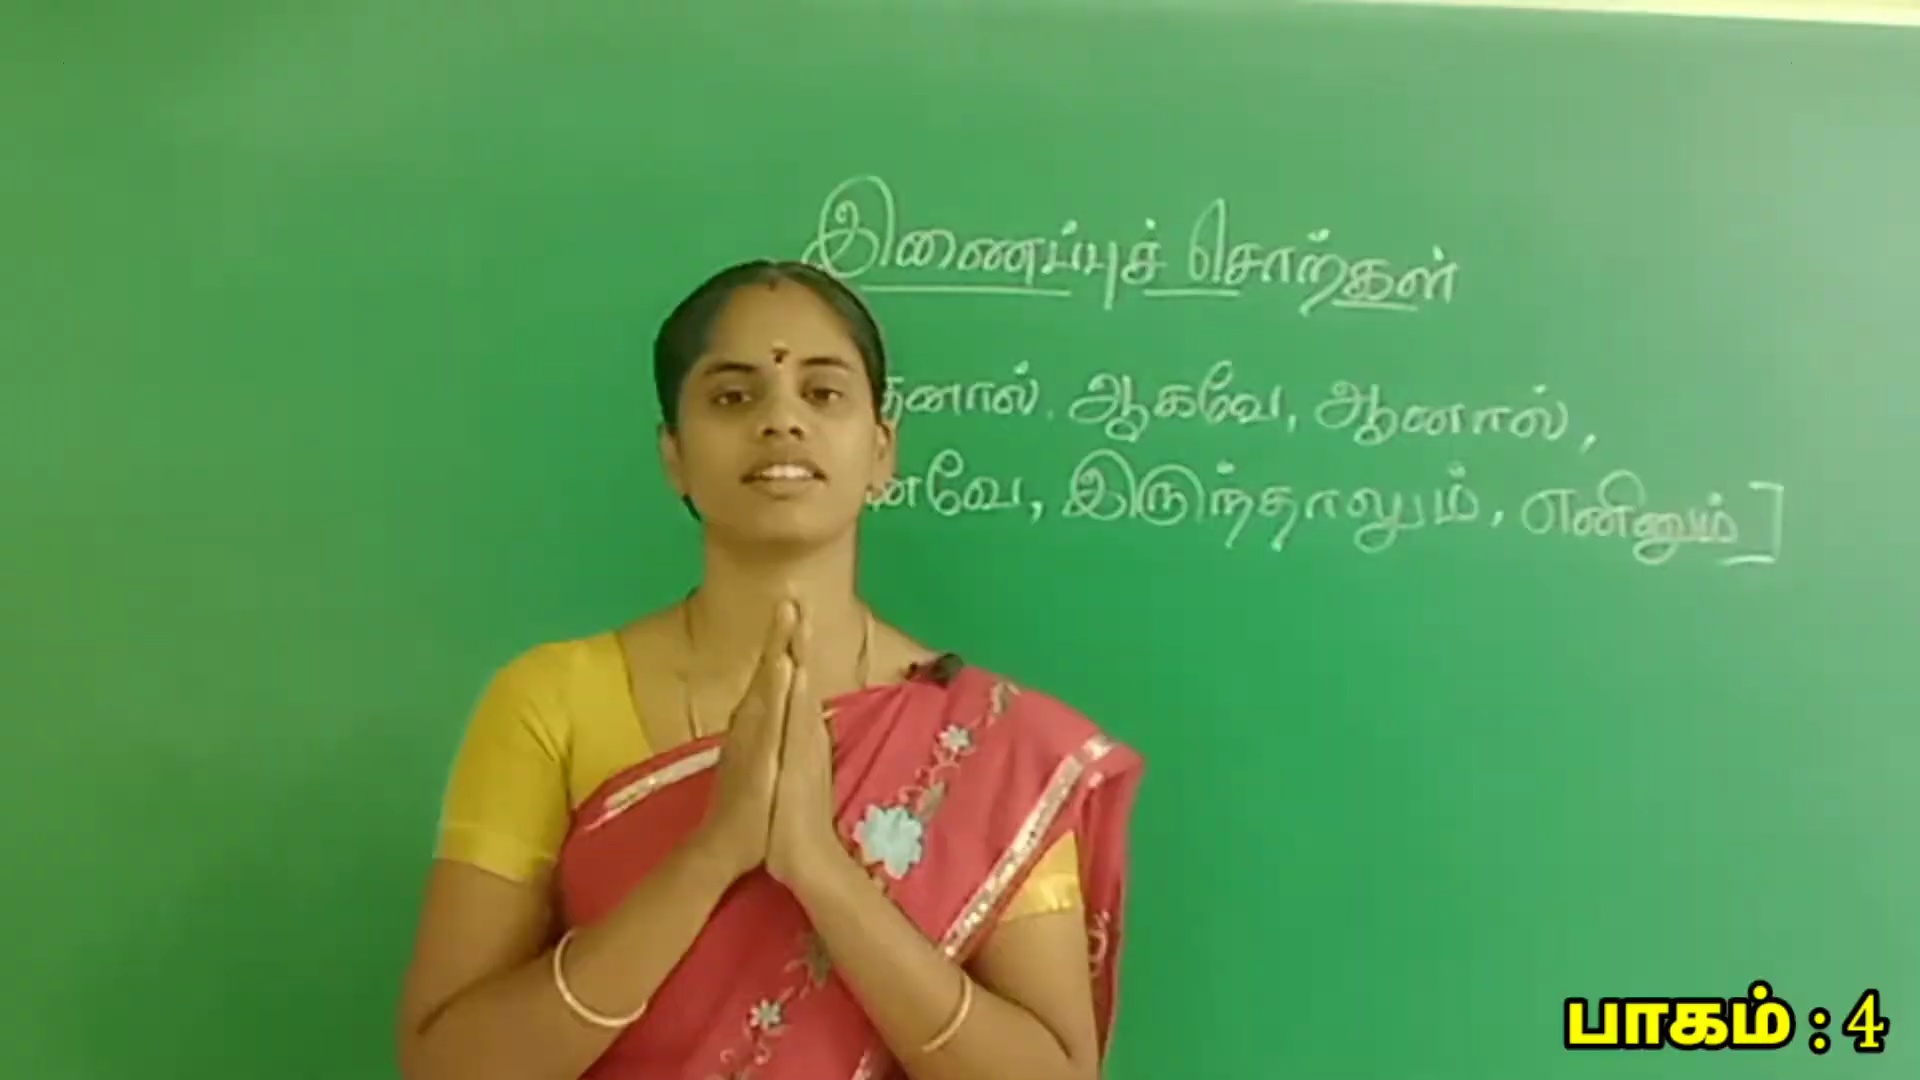 இணைப்புச் சொற்கள்
ஆகவே, ஆனால்,
இருந்தாலும், எனினும்]
பாகம் : 4